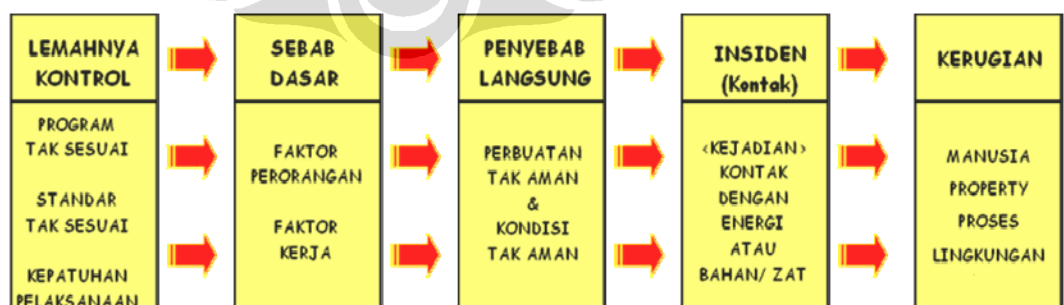 LEMAHNYA
KONTROL
PROGRAM
TAK SESUAI
STANDAR
TAK SESUAI
KEPATUHAN
PELAKSANAAN
SEBAB
DASAR
FAKTOR
PERORANGAN
FAKTOR
KERJA
PENYEBAB
LANGSUNG
PERBUATAN
TAK AMAN
&
KONDISI
TAK AMAN
INSIDEN
(Kontak)
<KEJADIAN>
KONTAK
DENGAN
ENERGI
ATAU
BAHAN/ ZAT
KERUGIAN
MANUSIA
PROPERTY
PROSES
LINGKUNGAN